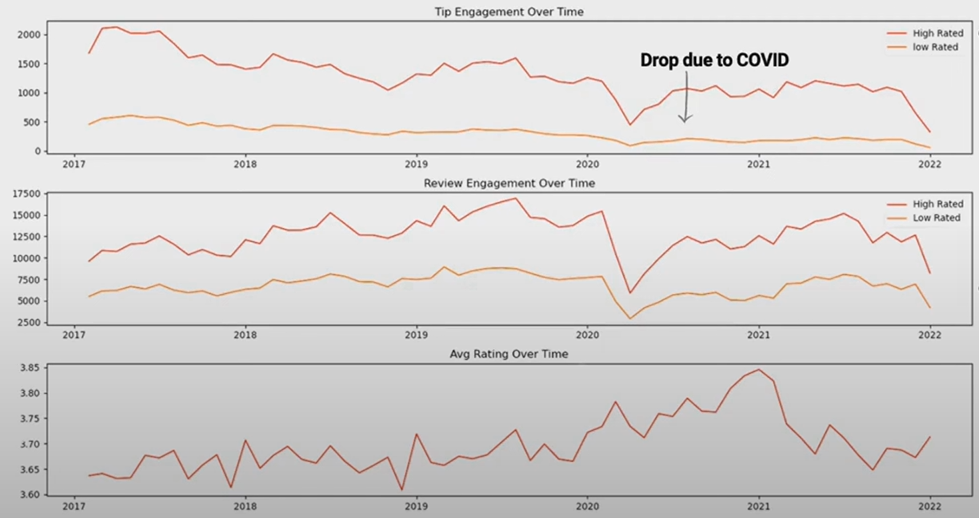 Tip Engagement Over Time
2000
1500
1000
500
0
High Rated
low Rated
Drop due to COVID
2017 2018 2019 2020 2021 2022
Review Engagement Over Time
17500
15000
12500
10000
7500
5000
2500
High Rated
Low Rated
2017 2018 2019 2020 2021 2022
Avg Rating Over Time
3.85
3.80
3.75
3.70
3.65
3.60
2017 2018 2019 2020 2021 2022